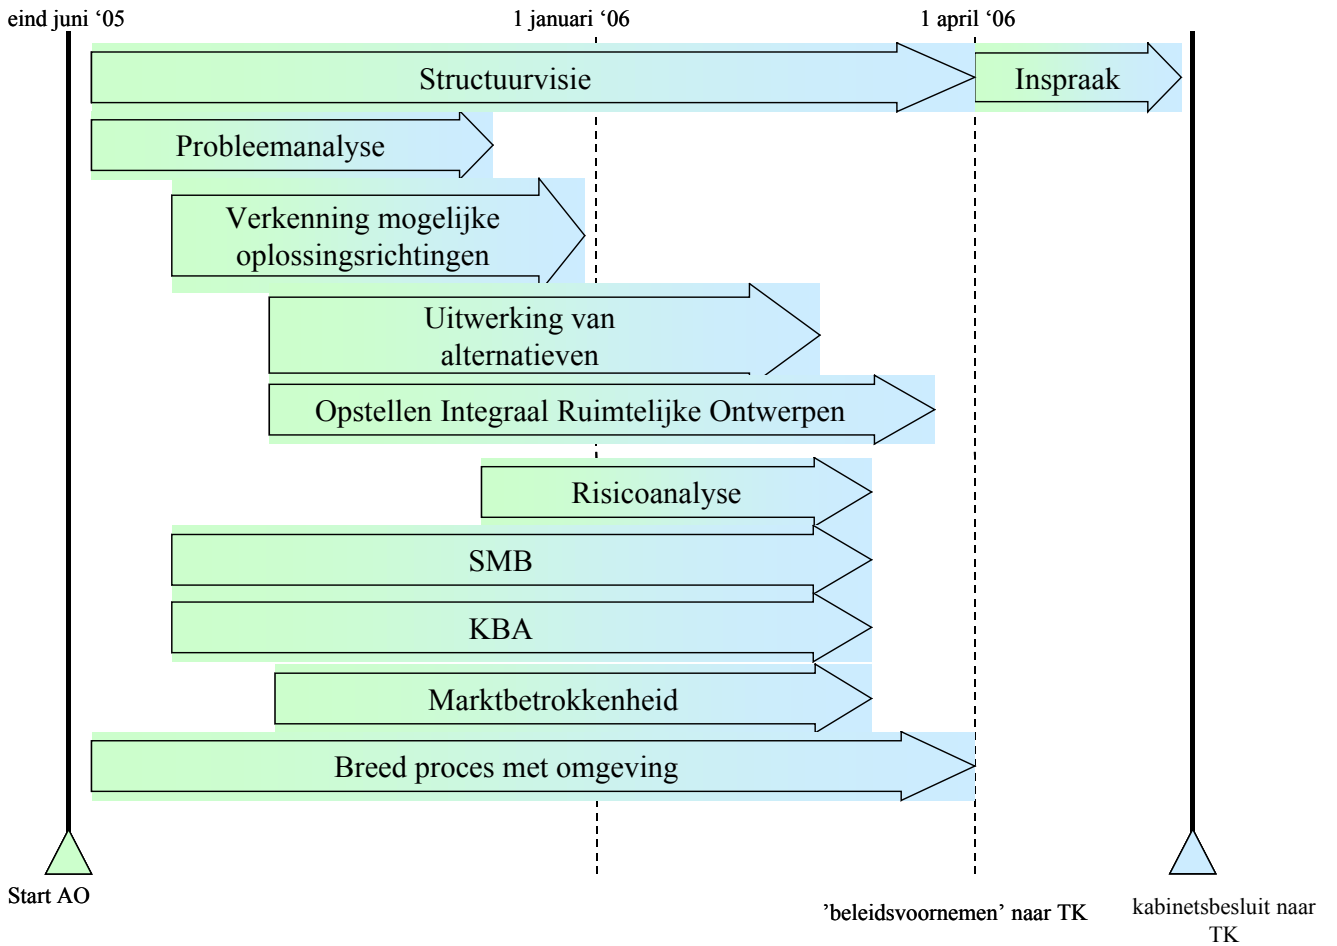 eind juni ‘05
1 januari ‘06
1 april ‘06
Structuurvisie
Inspraak
Probleemanalyse
Verkenning mogelijke
oplossingsrichtingen
Uitwerking van
alternatieven
Opstellen Integraal Ruimtelijke Ontwerpen
Risicoanalyse
SMB
KBA
Marktbetrokkenheid
Breed proces met omgeving
Start AO
’beleidsvoornemen’ naar TK
kabinetsbesluit naar
TK